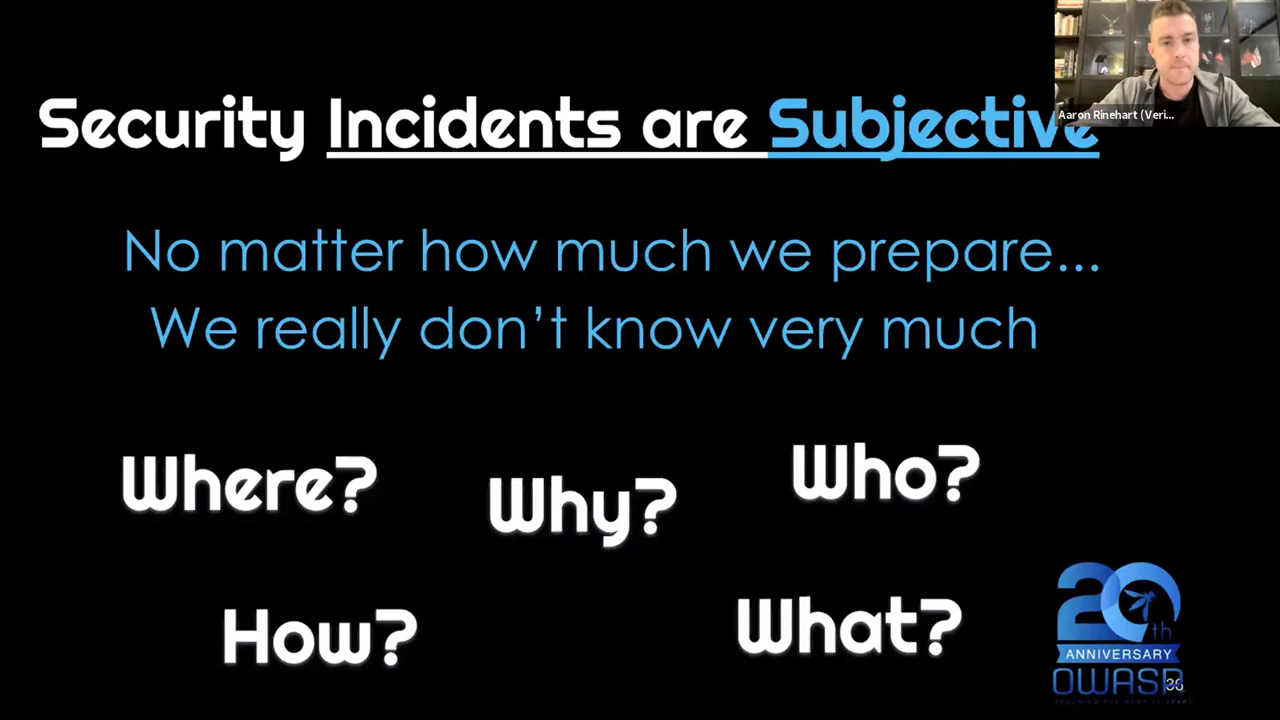 Security Incidents are Subjective
Aaron Rinehart (Veri...
No matter how much we prepare...
We really don't know very much
Where?
Why?
Who?
How?
What?
20th
ANNIVERSARY
OWASP
36